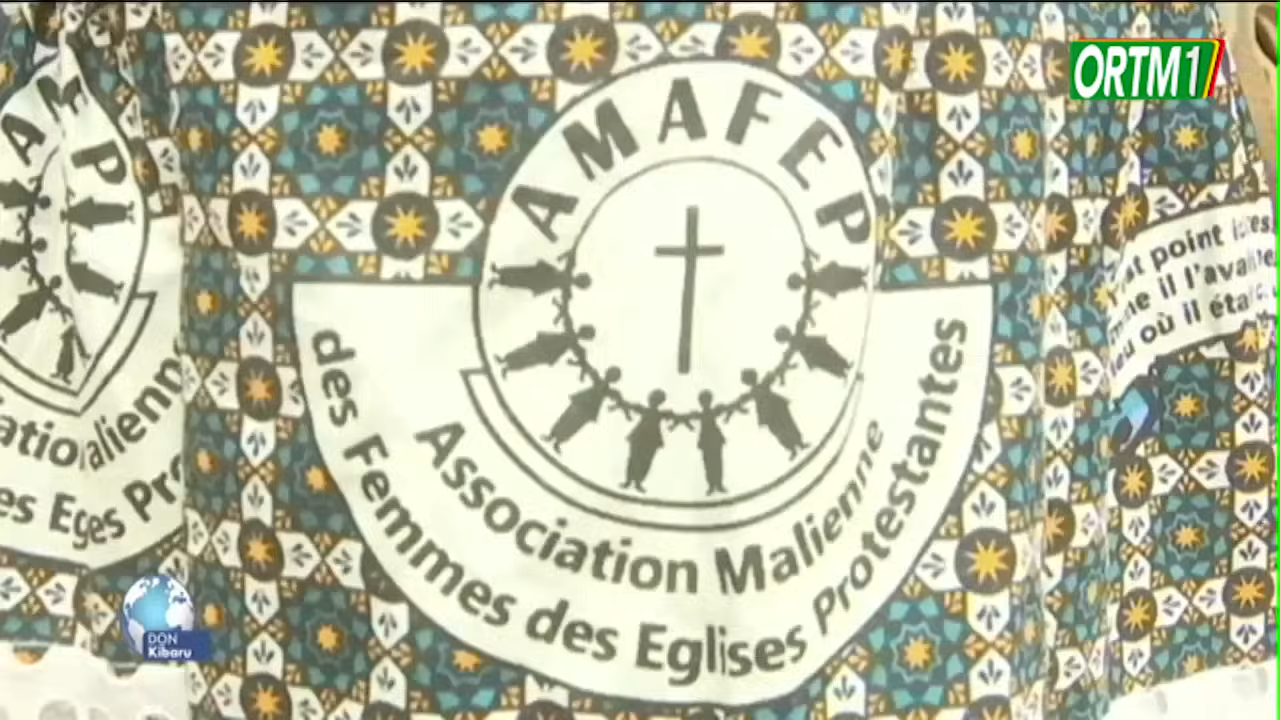 ORTM1
AMAFEP
Association Malienne
des Femmes des Eglises Protestantes
point
il l'avait
où il était
DON
Kibaru